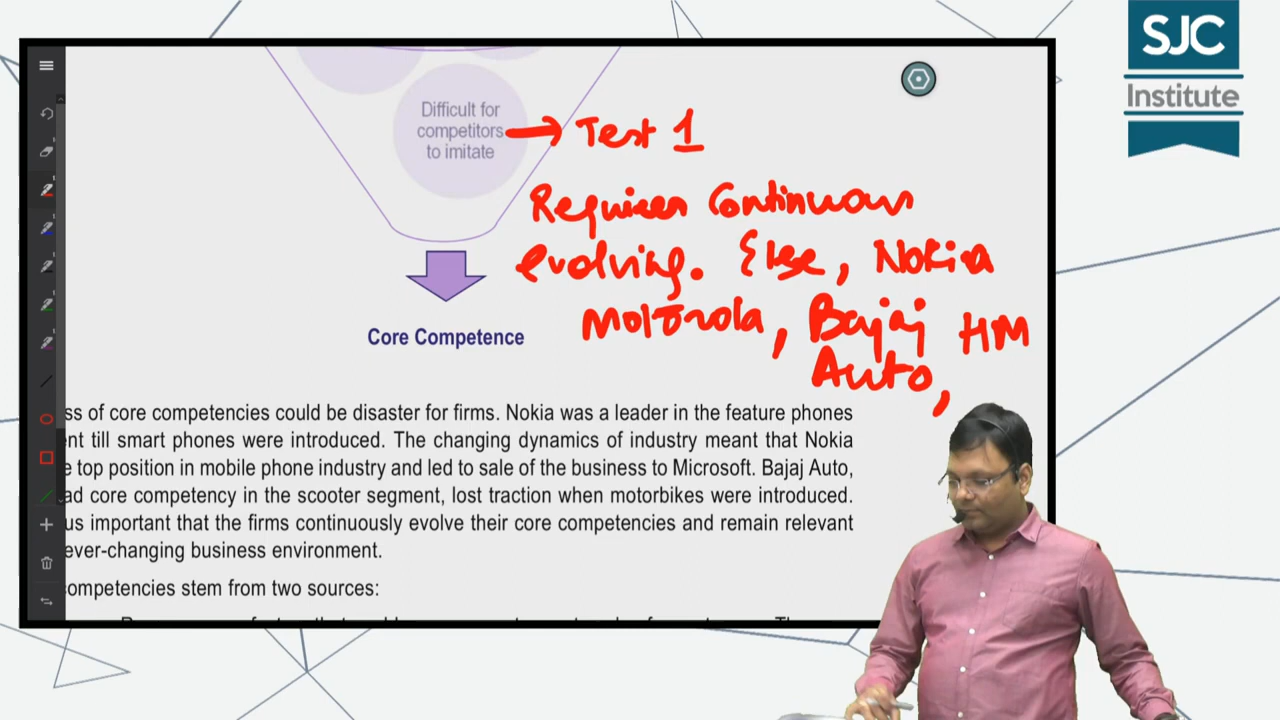 SJC
Institute
Difficult for
competitors
to imitate
→ Test 1
Requires Continuous
evolving. Else, Nokia
Motorola, Bajaj HM
Auto,
Core Competence
ss of core competencies could be disaster for firms. Nokia was a leader in the feature phones
ent till smart phones were introduced. The changing dynamics of industry meant that Nokia
e top position in mobile phone industry and led to sale of the business to Microsoft. Bajaj Auto,
ad core competency in the scooter segment, lost traction when motorbikes were introduced.
us important that the firms continuously evolve their core competencies and remain relevant
ever-changing business environment.
competencies stem from two sources: